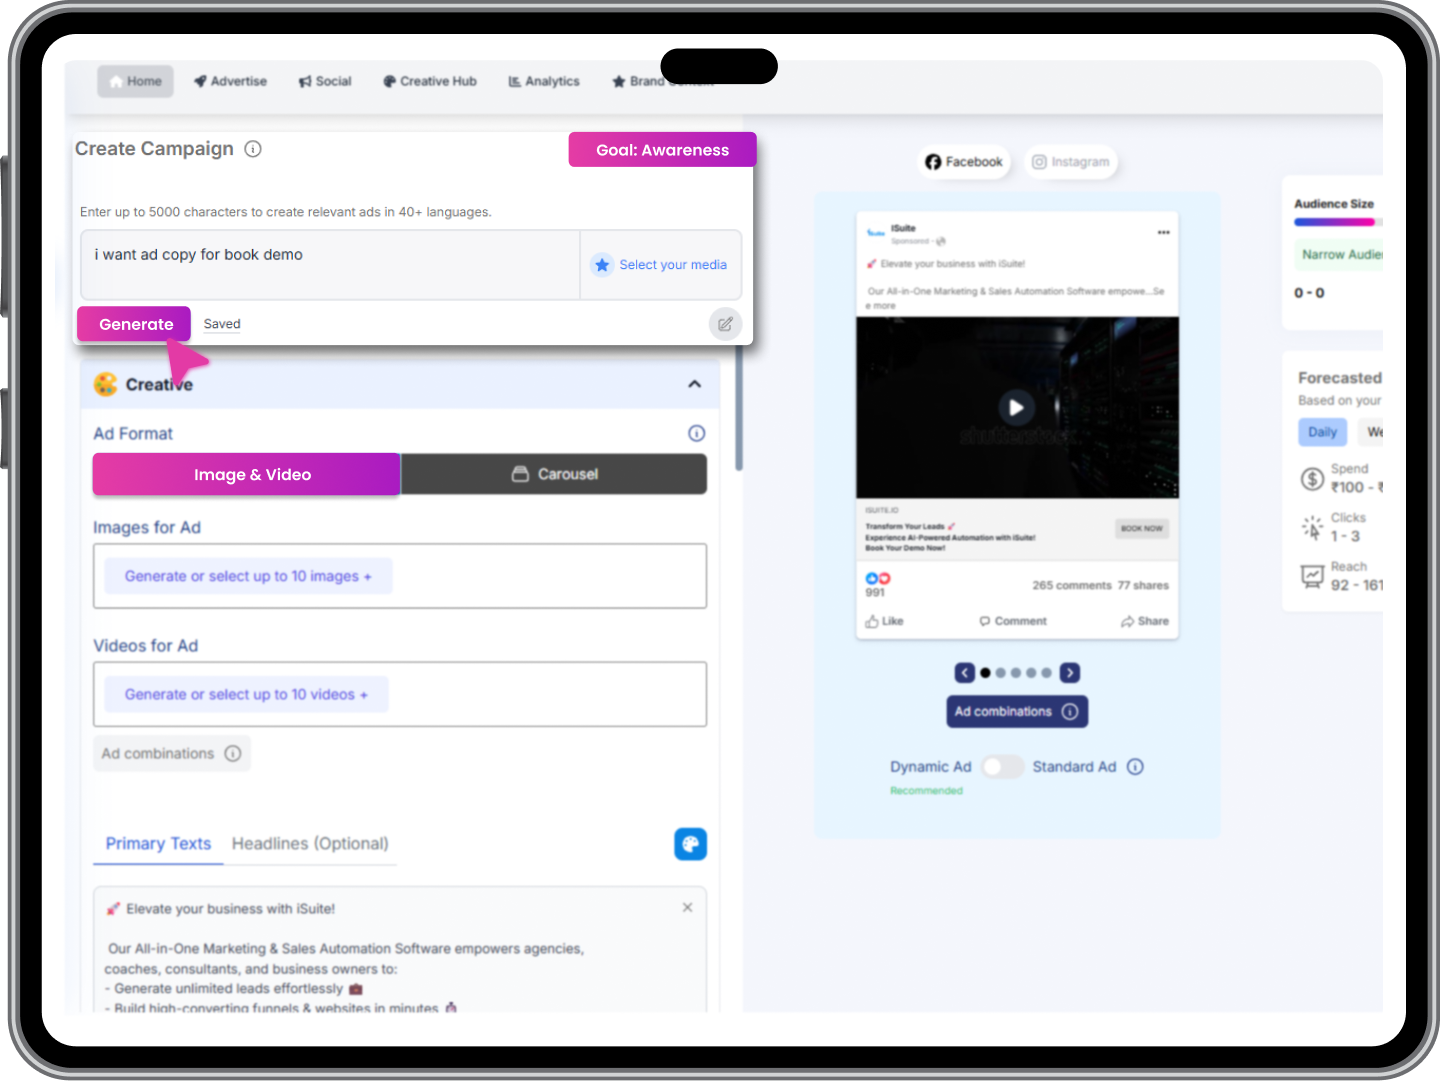 Home
Advertise
Social
Creative Hub
Analytics
Brand
Create Campaign
Goal: Awareness
Enter up to 5000 characters to create relevant ads in 40+ languages.
i want ad copy for book demo
Select your media
Generate
Saved
Creative
Ad Format
Image & Video
Carousel
Images for Ad
Generate or select up to 10 images +
Videos for Ad
Generate or select up to 10 videos +
Ad combinations
Primary Texts
Headlines (Optional)
🚀 Elevate your business with iSuite!
Our All-in-One Marketing & Sales Automation Software empowers agencies,
coaches, consultants, and business owners to:
- Generate unlimited leads effortlessly 💼
- Build high-converting funnels & websites in minutes
Facebook
Instagram
iSuite
Sponsored
🚀 Elevate your business with iSuite!
Our All-in-One Marketing & Sales Automation Software empowe...Se
e more
shutterstock
ISUITE.IO
Transform Your Leads 🚀
Experience AI-Powered Automation with iSuite!
Book Your Demo Now!
BOOK NOW
991
265 comments 77 shares
Like
Comment
Share
Ad combinations
Dynamic Ad
Standard Ad
Recommended
Audience Size
Narrow Audie
0 - 0
Forecasted
Based on your
Daily
We
Spend
₹100 - ₹
Clicks
1 - 3
Reach
92 - 161